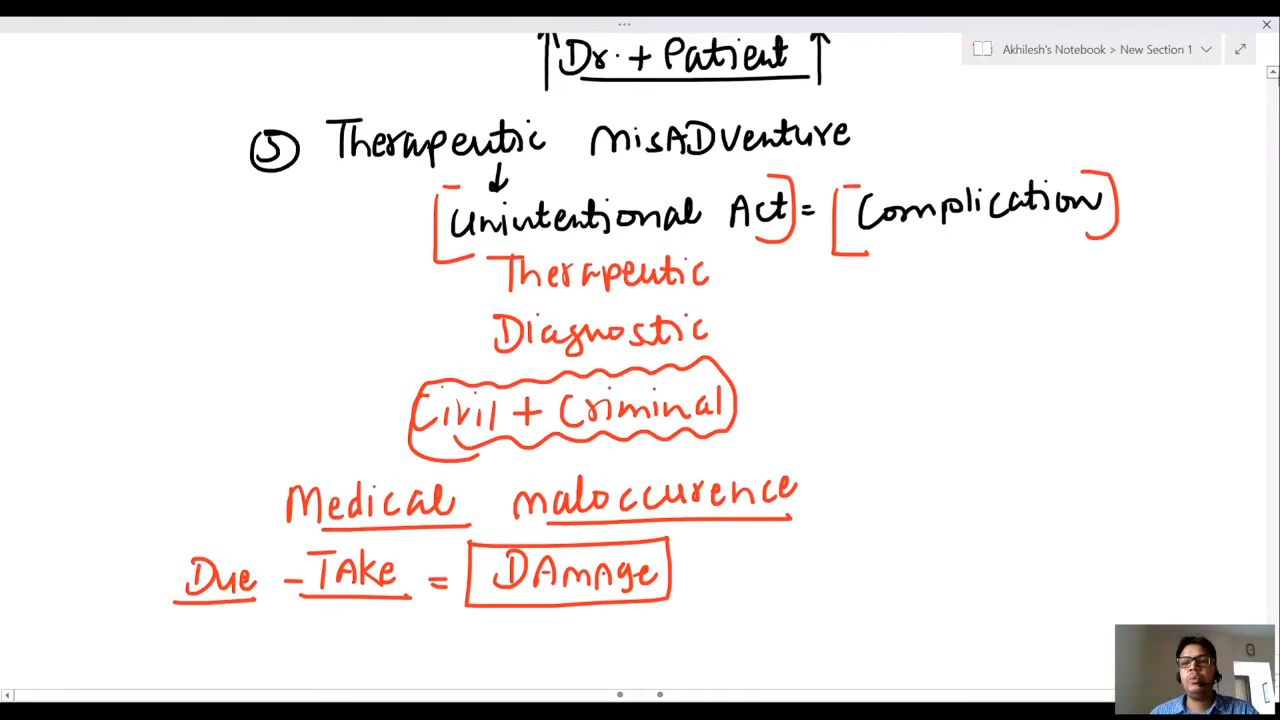 Akhilesh's Notebook > New Section 1
Dr. + Patient
5 Therapeutic MisADventure
Unintentional Act = Complication
Therapeutic
Diagnostic
Civil + Criminal
Medical maloccurence
Due - TAke = DAmAge